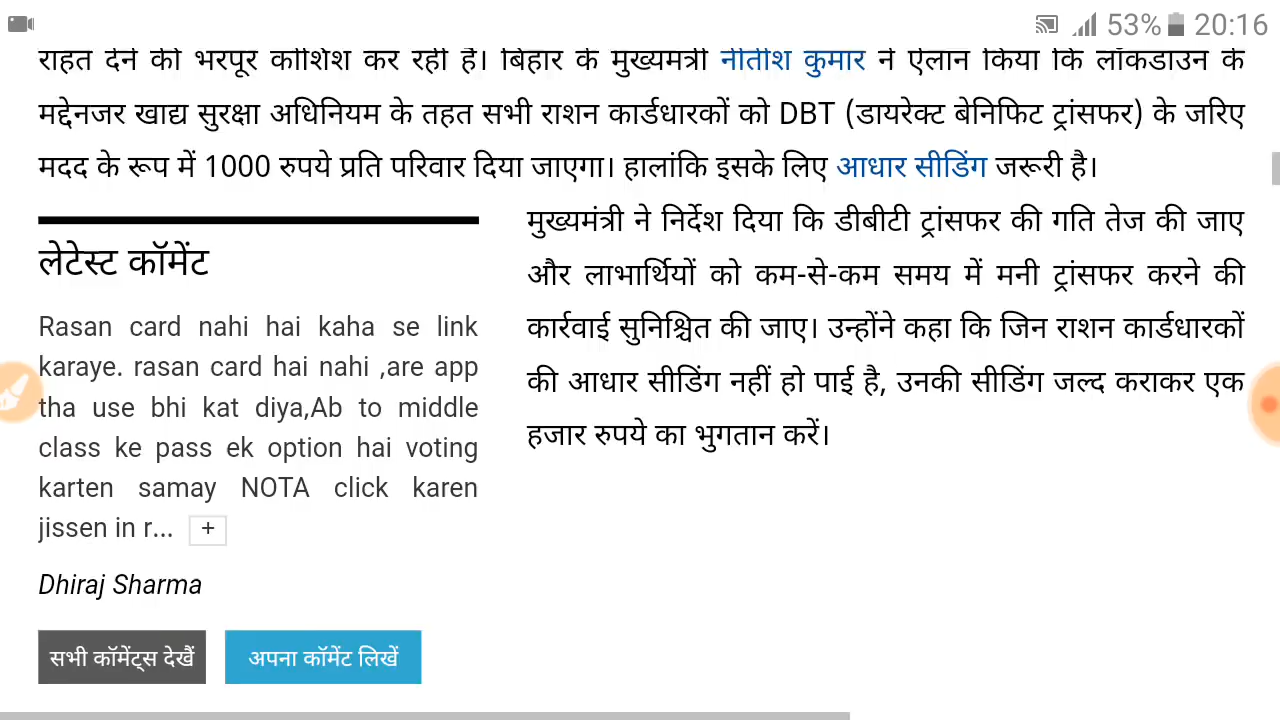 53% 20:16
राहत देने की भरपूर कोशिश कर रही है। बिहार के मुख्यमंत्री नीतीश कुमार ने ऐलान किया कि लॉकडाउन के
मद्देनजर खाद्य सुरक्षा अधिनियम के तहत सभी राशन कार्डधारकों को DBT (डायरेक्ट बेनिफिट ट्रांसफर) के जरिए
मदद के रूप में 1000 रुपये प्रति परिवार दिया जाएगा। हालांकि इसके लिए आधार सीडिंग जरूरी है।
लेटेस्ट कॉमेंट
Rasan card nahi hai kaha se link
karaye. rasan card hai nahi ,are app
tha use bhi kat diya,Ab to middle
class ke pass ek option hai voting
karten samay NOTA click karen
jissen in r... +
Dhiraj Sharma
सभी कॉमेंट्स देखैं अपना कॉमेंट लिखें
मुख्यमंत्री ने निर्देश दिया कि डीबीटी ट्रांसफर की गति तेज की जाए
और लाभार्थियों को कम-से-कम समय में मनी ट्रांसफर करने की
कार्रवाई सुनिश्चित की जाए। उन्होंने कहा कि जिन राशन कार्डधारकों
की आधार सीडिंग नहीं हो पाई है, उनकी सीडिंग जल्द कराकर एक
हजार रुपये का भुगतान करें।